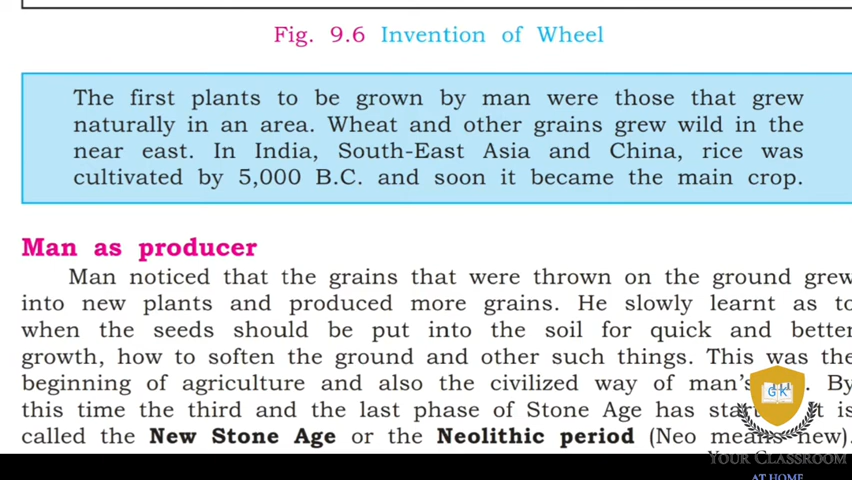 Fig. 9.6 Invention of Wheel
The first plants to be grown by man were those that grew
naturally in an area. Wheat and other grains grew wild in the
near east. In India, South-East Asia and China, rice was
cultivated by 5,000 B.C. and soon it became the main crop.
Man as producer
Man noticed that the grains that were thrown on the ground grew
into new plants and produced more grains. He slowly learnt as to
when the seeds should be put into the soil for quick and better
growth, how to soften the ground and other such things. This was the
beginning of agriculture and also the civilized way of man's By
this time the third and the last phase of Stone Age has is
called the New Stone Age or the Neolithic period (Neo means new).
GK
YOUR CLASSROOM
AT HOME